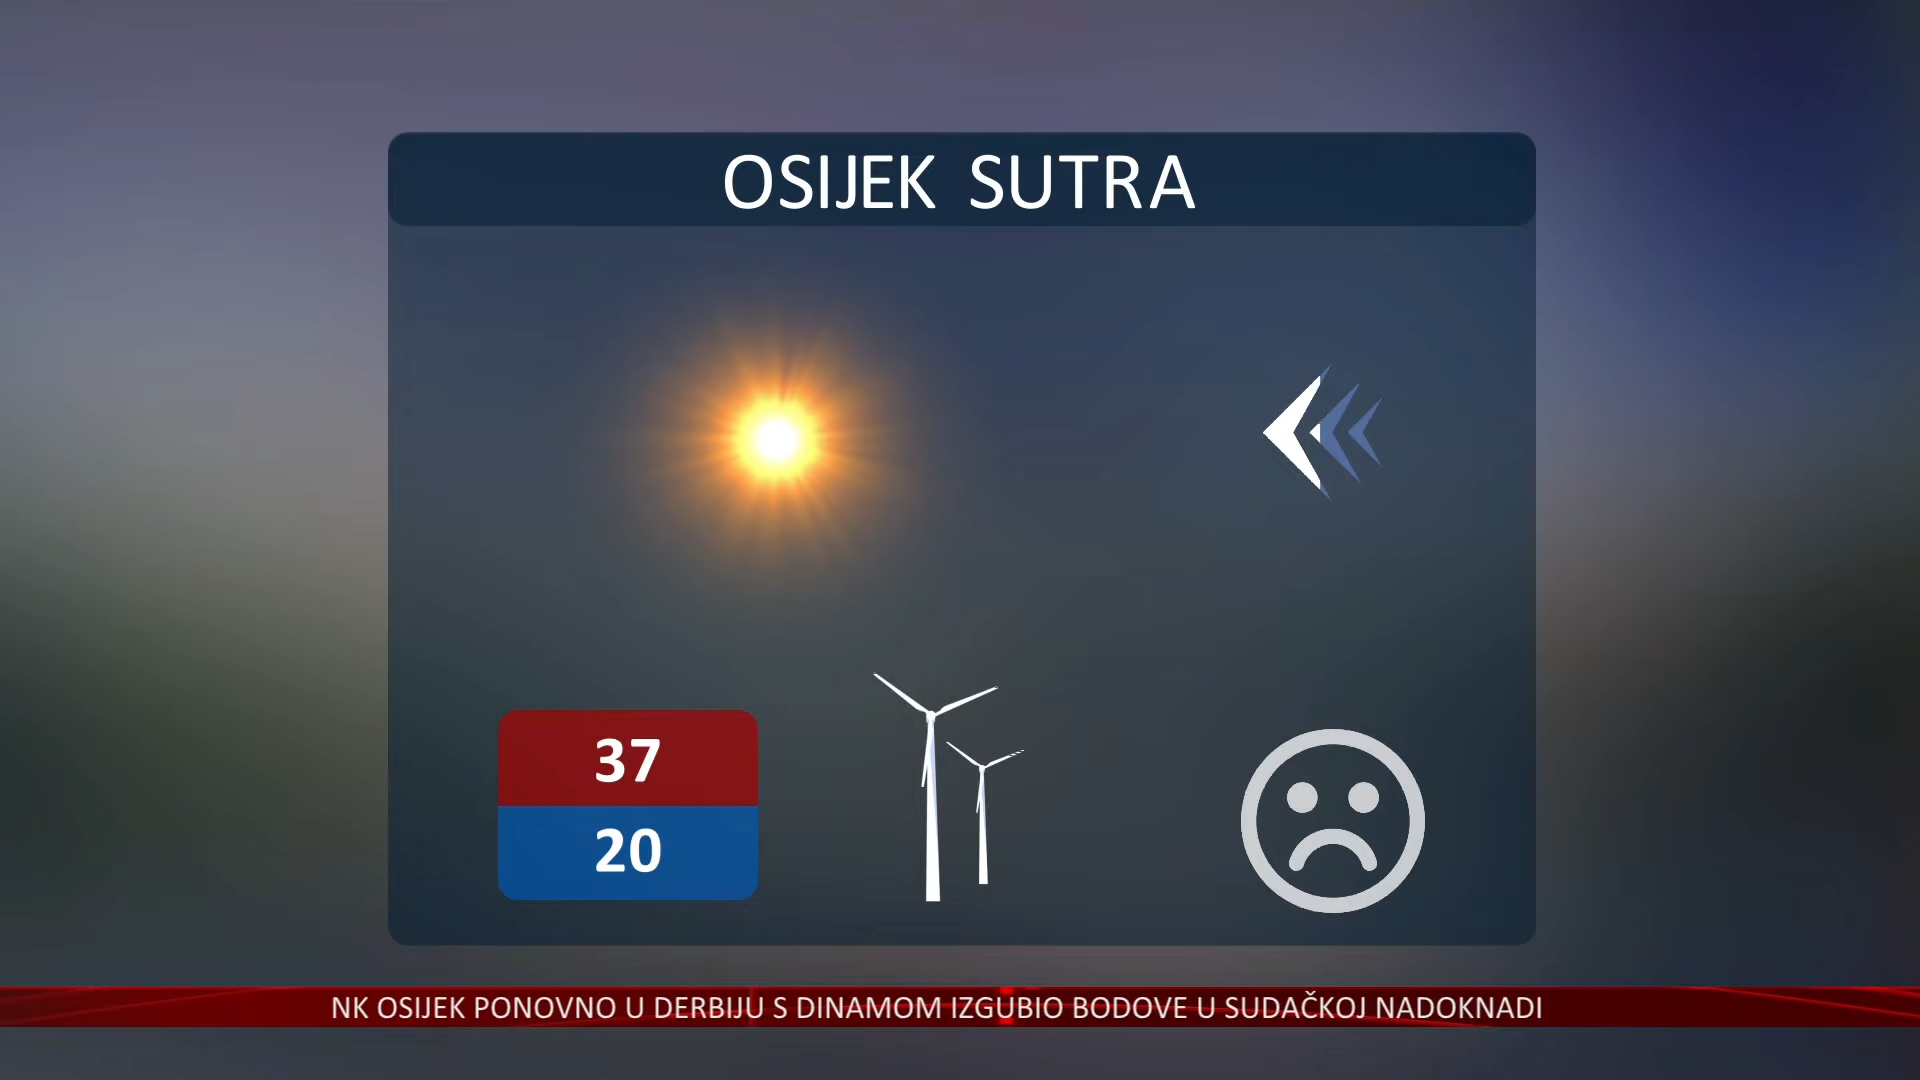 OSIJEK SUTRA
37
20
NK OSIJEK PONOVNO U DERBIJU S DINAMOM IZGUBIO BODOVE U SUDAČKOJ NADOKNADI